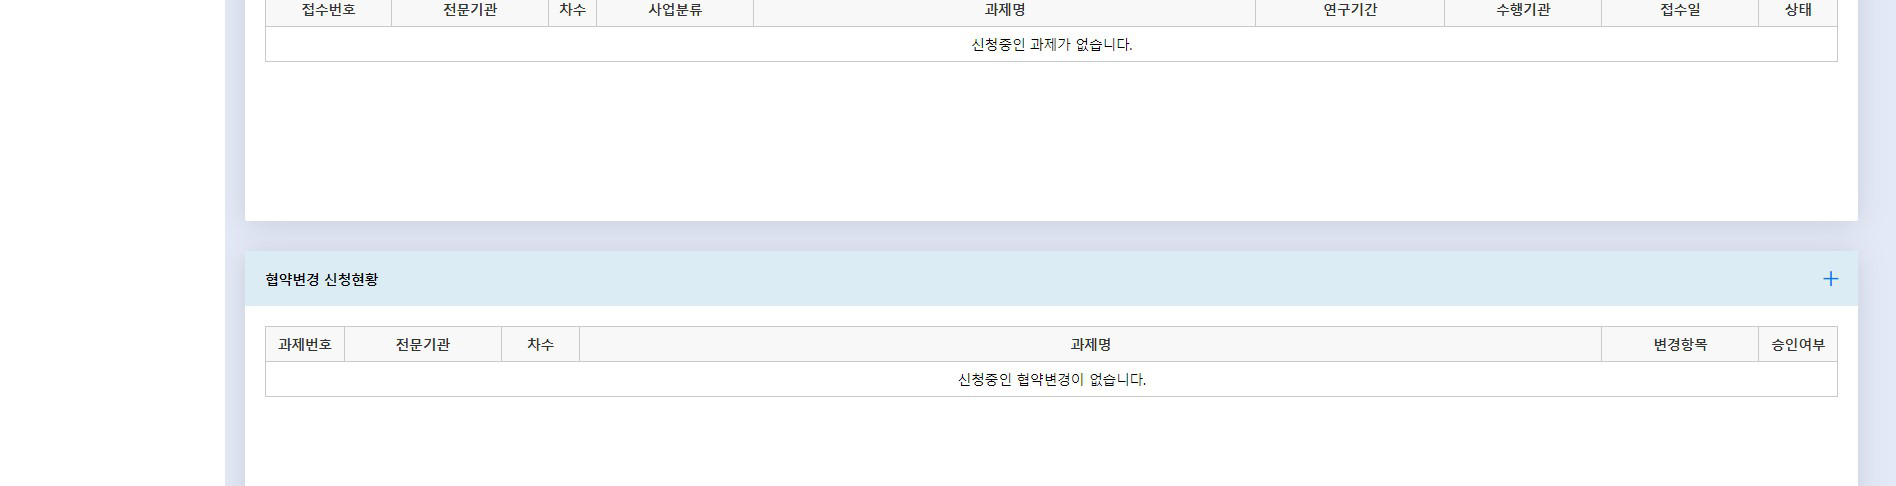 접수번호 전문기관 차수 사업분류 과제명 연구기간 수행기관 접수일 상태
신청중인 과제가 없습니다.
협약변경 신청현황
과제번호 전문기관 차수 과제명 변경항목 승인여부
신청중인 협약변경이 없습니다.